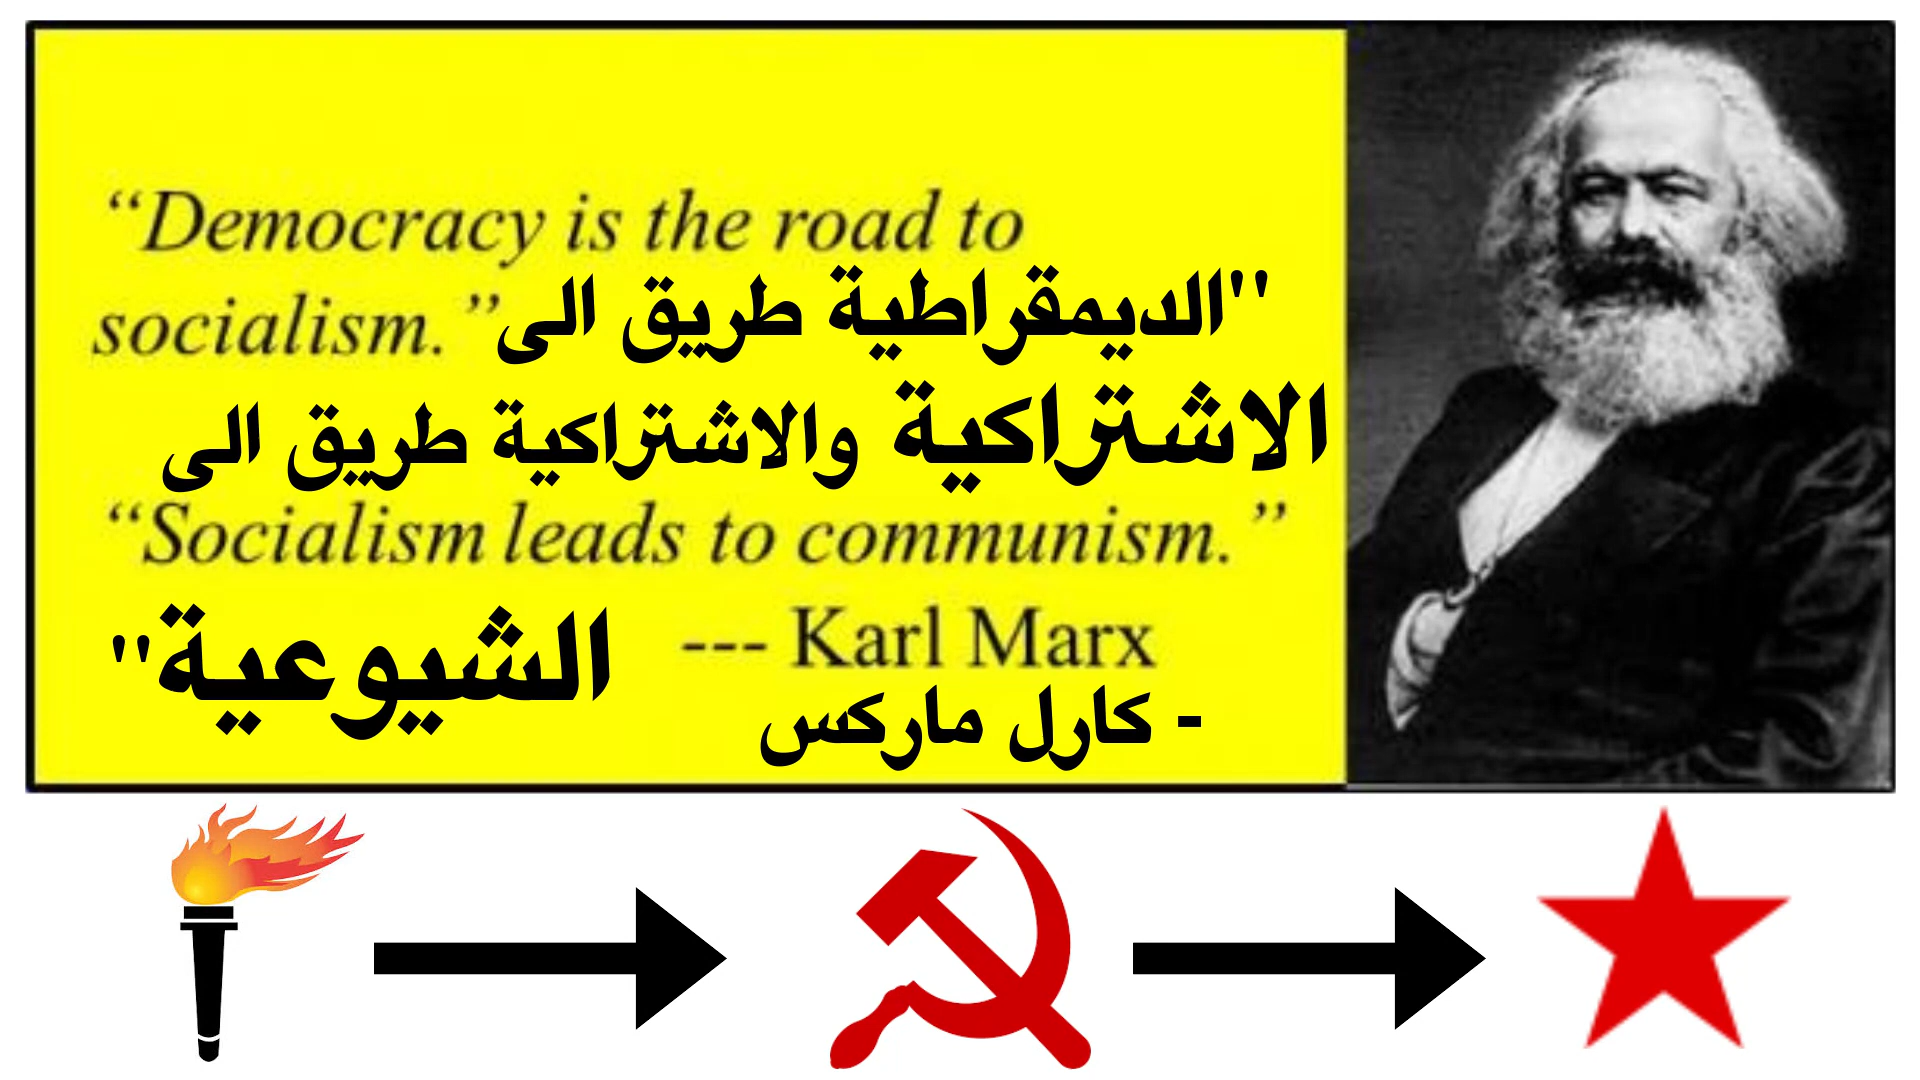 “Democracy is the road to
''الديمقراطية طريق الى
socialism.”
الاشتراكية والاشتراكية طريق الى
“Socialism leads to communism.”
الشيوعية''
--- Karl Marx
- كارل ماركس